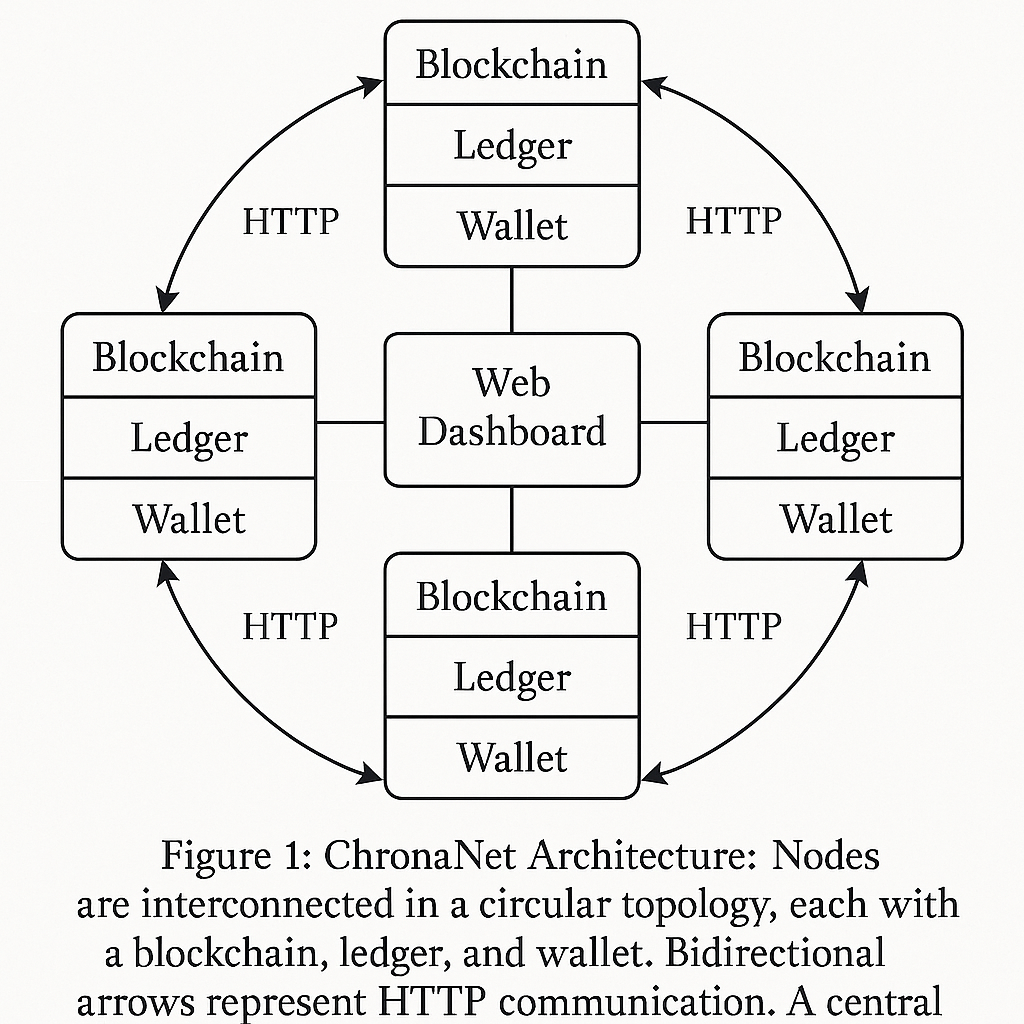 Blockchain
Ledger
Wallet
HTTP
HTTP
Blockchain
Ledger
Wallet
Web
Dashboard
Blockchain
Ledger
Wallet
HTTP
HTTP
Blockchain
Ledger
Wallet
Figure 1: ChronaNet Architecture: Nodes
are interconnected in a circular topology, each with
a blockchain, ledger, and wallet. Bidirectional
arrows represent HTTP communication. A central